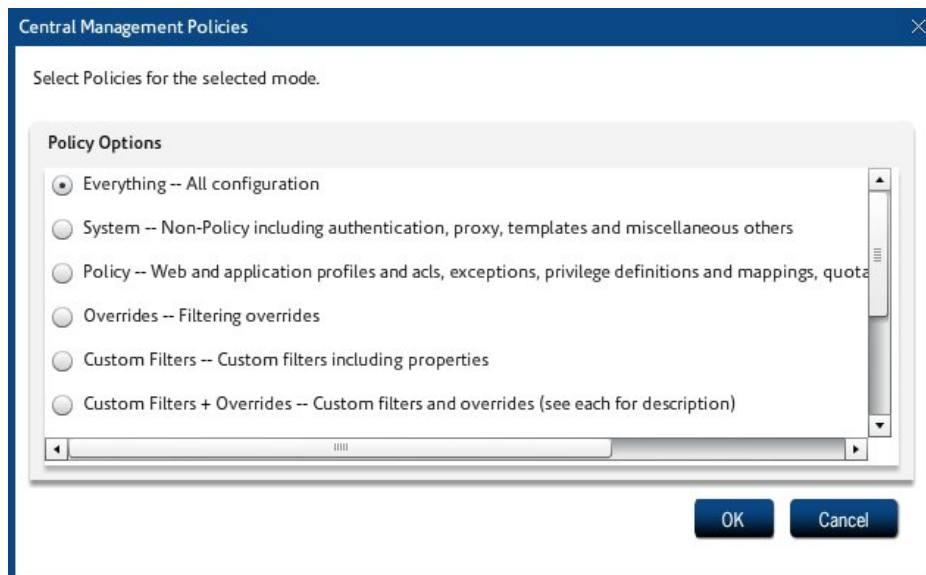 Central Management Policies
Select Policies for the selected mode.
Policy Options
Everything -- All configuration
System -- Non-Policy including authentication, proxy, templates and miscellaneous others
Policy -- Web and application profiles and acls, exceptions, privilege definitions and mappings, quota
Overrides -- Filtering overrides
Custom Filters -- Custom filters including properties
Custom Filters + Overrides -- Custom filters and overrides (see each for description)
OK
Cancel